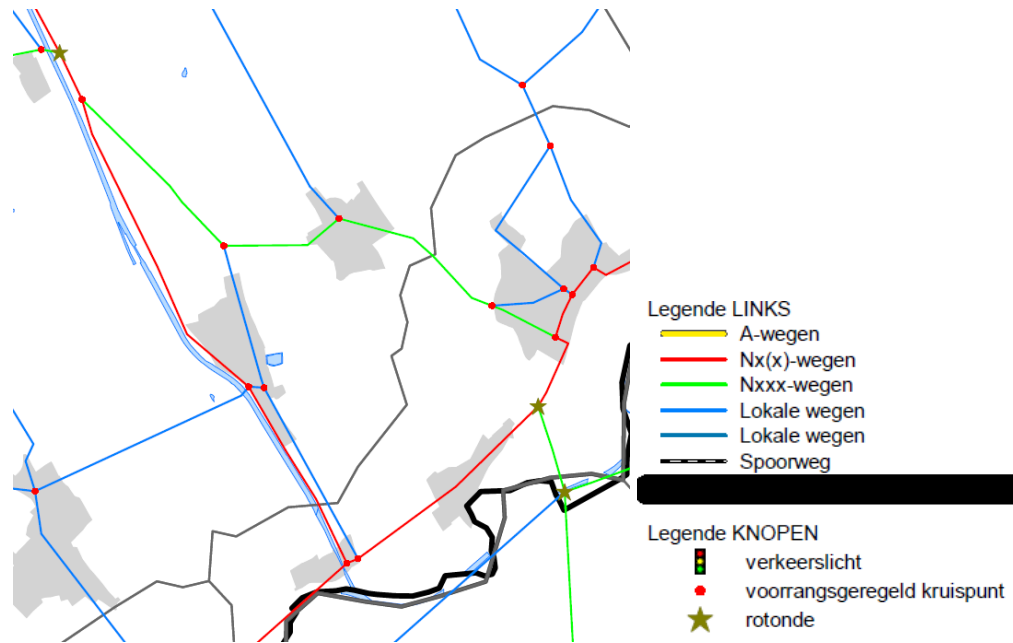 Legende LINKS
A-wegen
Nx(x)-wegen
Nxxx-wegen
Lokale wegen
Lokale wegen
Spoorweg
Legende KNOPEN
verkeerslicht
voorrangsgeregeld kruispunt
rotonde